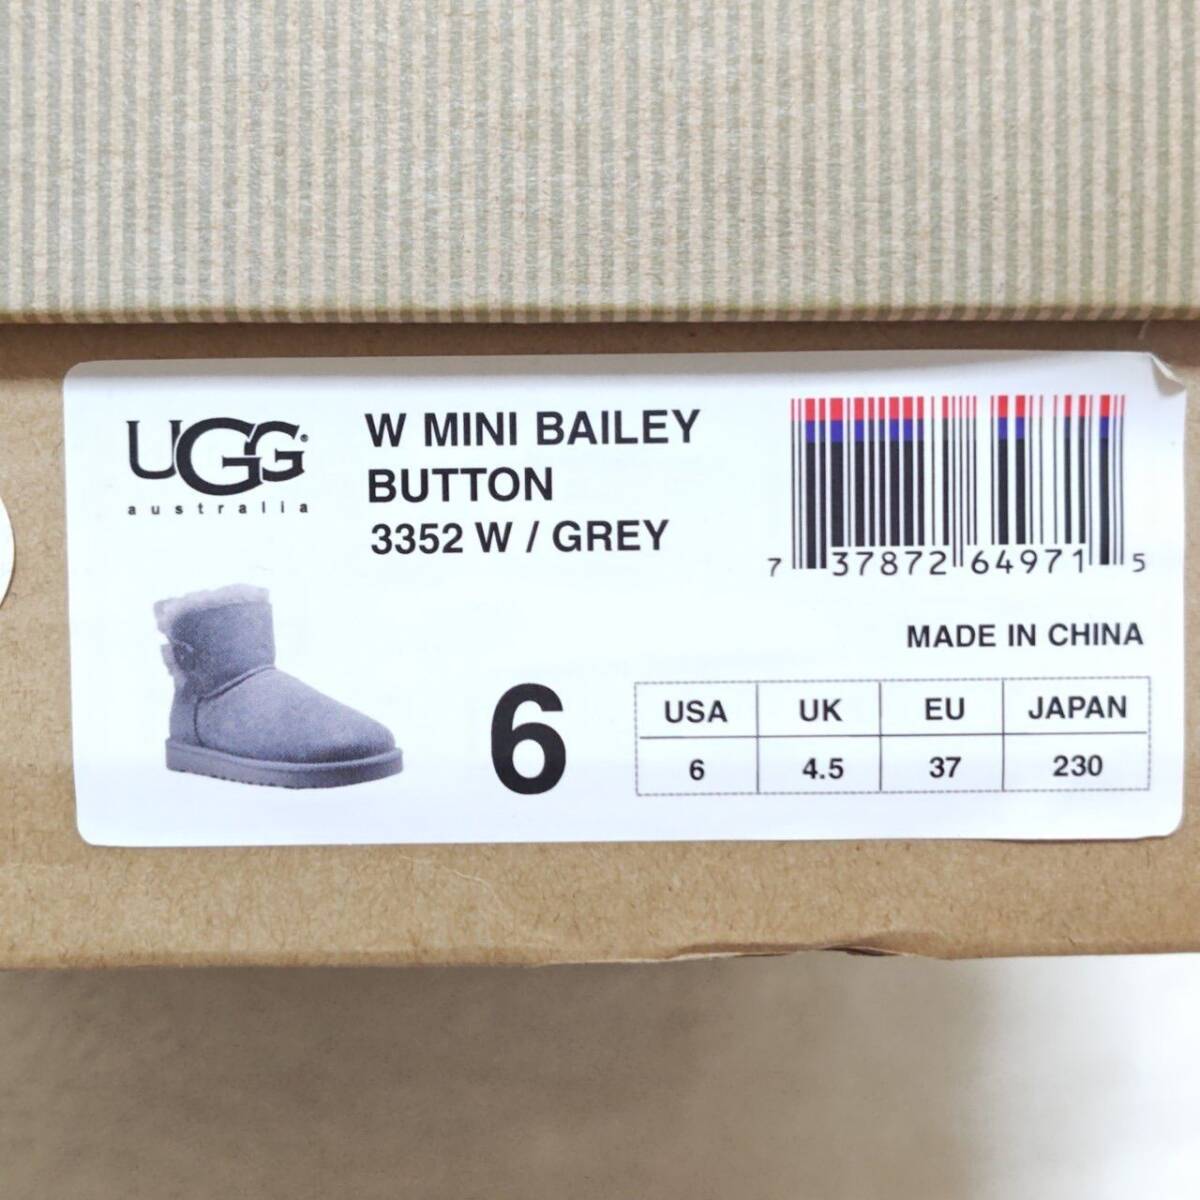 UGG®
australia
W MINI BAILEY
BUTTON
3352 W / GREY
7 37872 64971 5
MADE IN CHINA
6
USA UK EU JAPAN
6 4.5 37 230